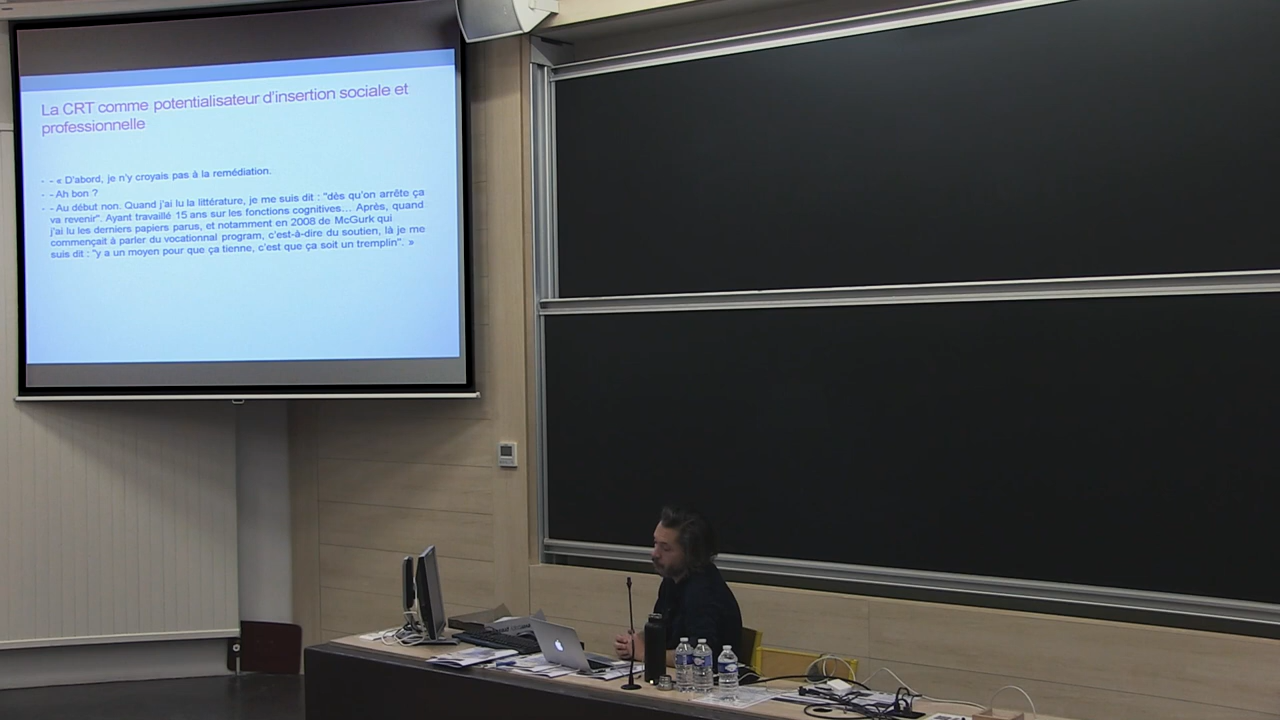 La CRT comme potentialisateur d'insertion sociale et
professionnelle
- - « D'abord, je n'y croyais pas à la remédiation.
- - Ah bon ?
- - Au début non. Quand j'ai lu la littérature, je me suis dit : "dès qu'on arrête ça
va revenir". Ayant travaillé 15 ans sur les fonctions cognitives… Après, quand
j'ai lu les derniers papiers parus, et notamment en 2008 de McGurk qui
commençait à parler du vocationnal program, c'est-à-dire du soutien, là je me
suis dit : "y a un moyen pour que ça tienne, c'est que ça soit un tremplin". »